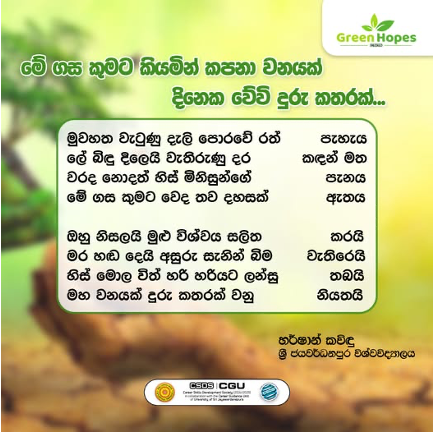 Green Hopes
මේ ගස කුමට කියමින් කපනා වනයක්
දිනෙක වේවි දුරු කතරක්...
මුවහත වැටුණු දැලි පොරවේ රත් පැහැය
ලේ බිඳු දිලෙයි වැතිරුණු දර කඳන් මත
වරද නොදත් හිස් මිනිසුන්ගේ පැනය
මේ ගස කුමට වෙද තව දහසක් ඇතය
ඔහු නිසලයි මුළු විශ්වය සලිත කරයි
මර හඬ දෙයි අසුරු සැනින් බිම වැතිරෙයි
හිස් මොල විත් හරි හරියට ලන්සු තබයි
මහ වනයක් දුරු කතරක් වනු නියතයි
හර්ෂාන් කවිඳු
ශ්‍රී ජයවර්ධනපුර විශ්වවිද්‍යාලය
CSDS | CGU